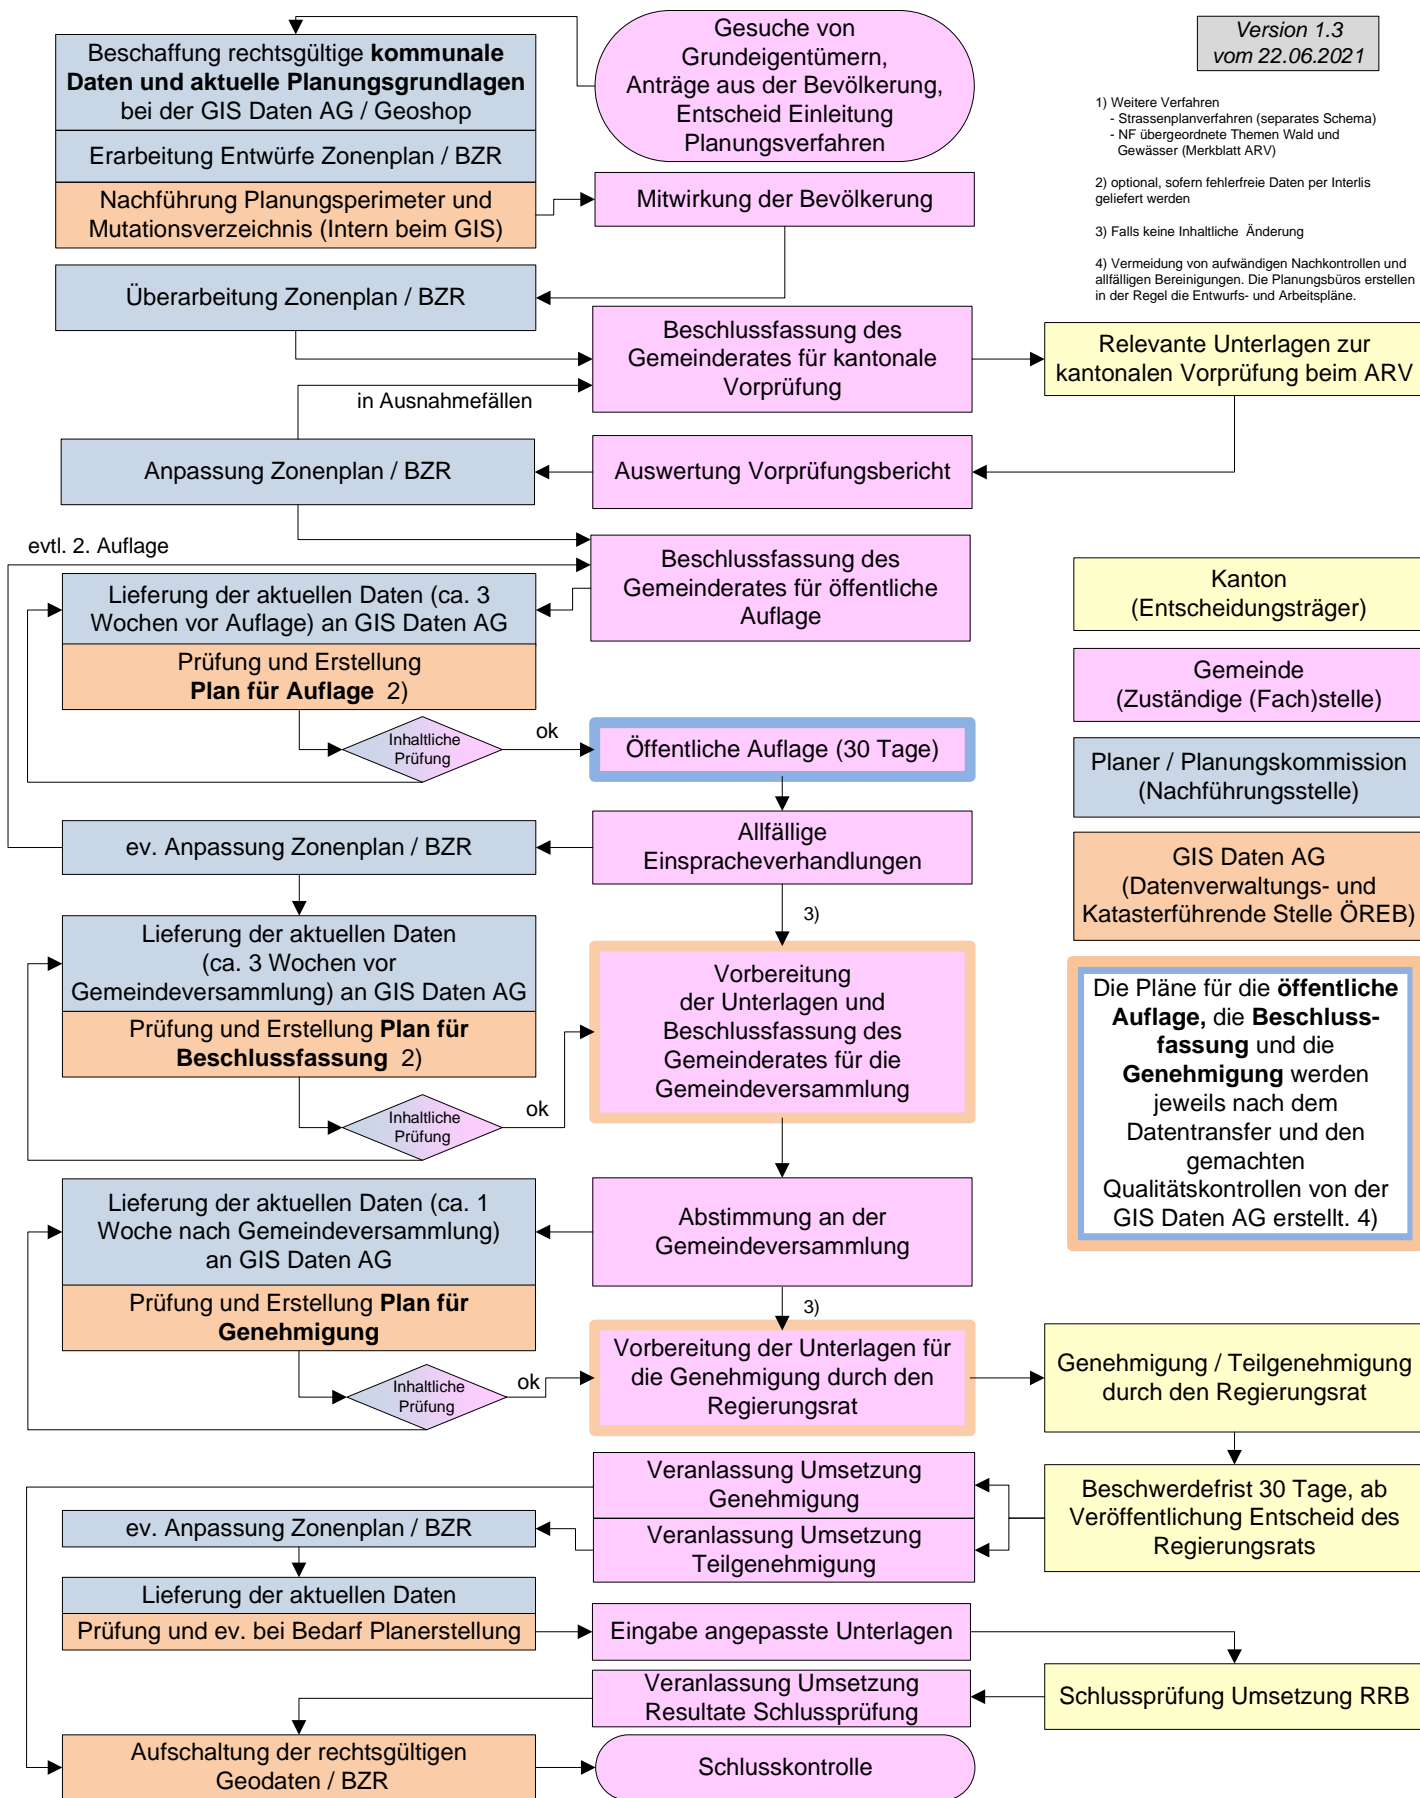 Gesuche von
Grundeigentümern,
Anträge aus der Bevölkerung,
Entscheid Einleitung
Planungsverfahren
Version 1.3
vom 22.06.2021
Beschaffung rechtsgültige kommunale
Daten und aktuelle Planungsgrundlagen
bei der GIS Daten AG / Geoshop
Erarbeitung Entwürfe Zonenplan / BZR
Nachführung Planungsperimeter und
Mutationsverzeichnis (Intern beim GIS)
Mitwirkung der Bevölkerung
1) Weitere Verfahren
- Strassenplanverfahren (separates Schema)
- NF übergeordnete Themen Wald und
Gewässer (Merkblatt ARV)
2) optional, sofern fehlerfreie Daten per Interlis
geliefert werden
3) Falls keine Inhaltliche Änderung
4) Vermeidung von aufwändigen Nachkontrollen und
allfälligen Bereinigungen. Die Planungsbüros erstellen
in der Regel die Entwurfs- und Arbeitspläne.
Überarbeitung Zonenplan / BZR
Beschlussfassung des
Gemeinderates für kantonale
Vorprüfung
Relevante Unterlagen zur
kantonalen Vorprüfung beim ARV
in Ausnahmefällen
Anpassung Zonenplan / BZR
Auswertung Vorprüfungsbericht
evtl. 2. Auflage
Beschlussfassung des
Gemeinderates für öffentliche
Auflage
Lieferung der aktuellen Daten (ca. 3
Wochen vor Auflage) an GIS Daten AG
Prüfung und Erstellung
Plan für Auflage 2)
Inhaltliche
Prüfung
ok
Öffentliche Auflage (30 Tage)
Kanton
(Entscheidungsträger)
Gemeinde
(Zuständige (Fach)stelle)
Planer / Planungskommission
(Nachführungsstelle)
GIS Daten AG
(Datenverwaltungs- und
Katasterführende Stelle ÖREB)
Die Pläne für die öffentliche
Auflage, die Beschluss-
fassung und die
Genehmigung werden
jeweils nach dem
Datentransfer und den
gemachten
Qualitätskontrollen von der
GIS Daten AG erstellt. 4)
ev. Anpassung Zonenplan / BZR
Allfällige
Einspracheverhandlungen
3)
Lieferung der aktuellen Daten
(ca. 3 Wochen vor
Gemeindeversammlung) an GIS Daten AG
Prüfung und Erstellung Plan für
Beschlussfassung 2)
Inhaltliche
Prüfung
ok
Vorbereitung
der Unterlagen und
Beschlussfassung des
Gemeinderates für die
Gemeindeversammlung
Lieferung der aktuellen Daten (ca. 1
Woche nach Gemeindeversammlung)
an GIS Daten AG
Prüfung und Erstellung Plan für
Genehmigung
Abstimmung an der
Gemeindeversammlung
3)
Inhaltliche
Prüfung
ok
Vorbereitung der Unterlagen für
die Genehmigung durch den
Regierungsrat
Genehmigung / Teilgenehmigung
durch den Regierungsrat
Veranlassung Umsetzung
Genehmigung
Veranlassung Umsetzung
Teilgenehmigung
Beschwerdefrist 30 Tage, ab
Veröffentlichung Entscheid des
Regierungsrats
ev. Anpassung Zonenplan / BZR
Lieferung der aktuellen Daten
Prüfung und ev. bei Bedarf Planerstellung
Eingabe angepasste Unterlagen
Veranlassung Umsetzung
Resultate Schlussprüfung
Schlussprüfung Umsetzung RRB
Aufschaltung der rechtsgültigen
Geodaten / BZR
Schlusskontrolle